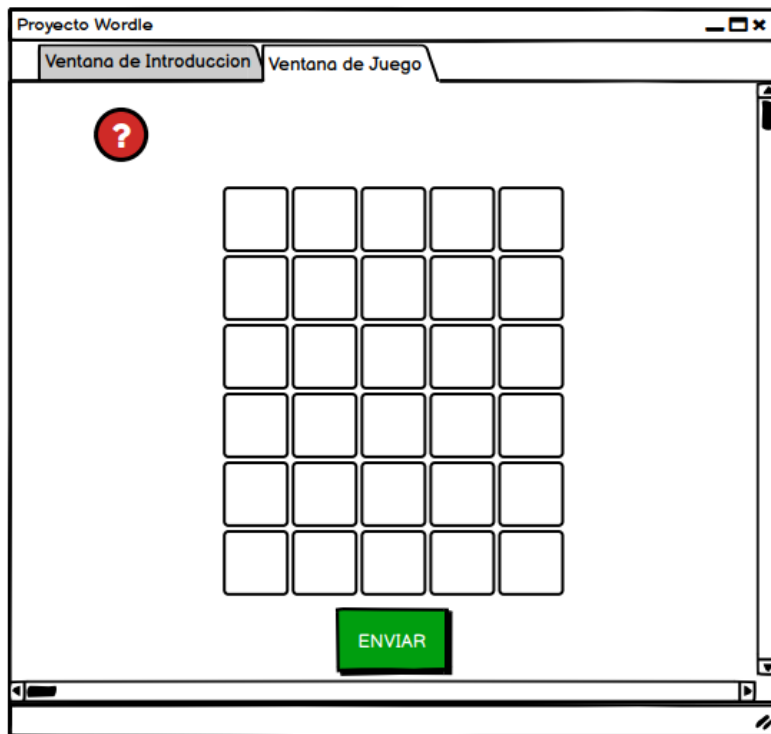 Proyecto Wordle
Ventana de Introduccion
Ventana de Juego
?
ENVIAR